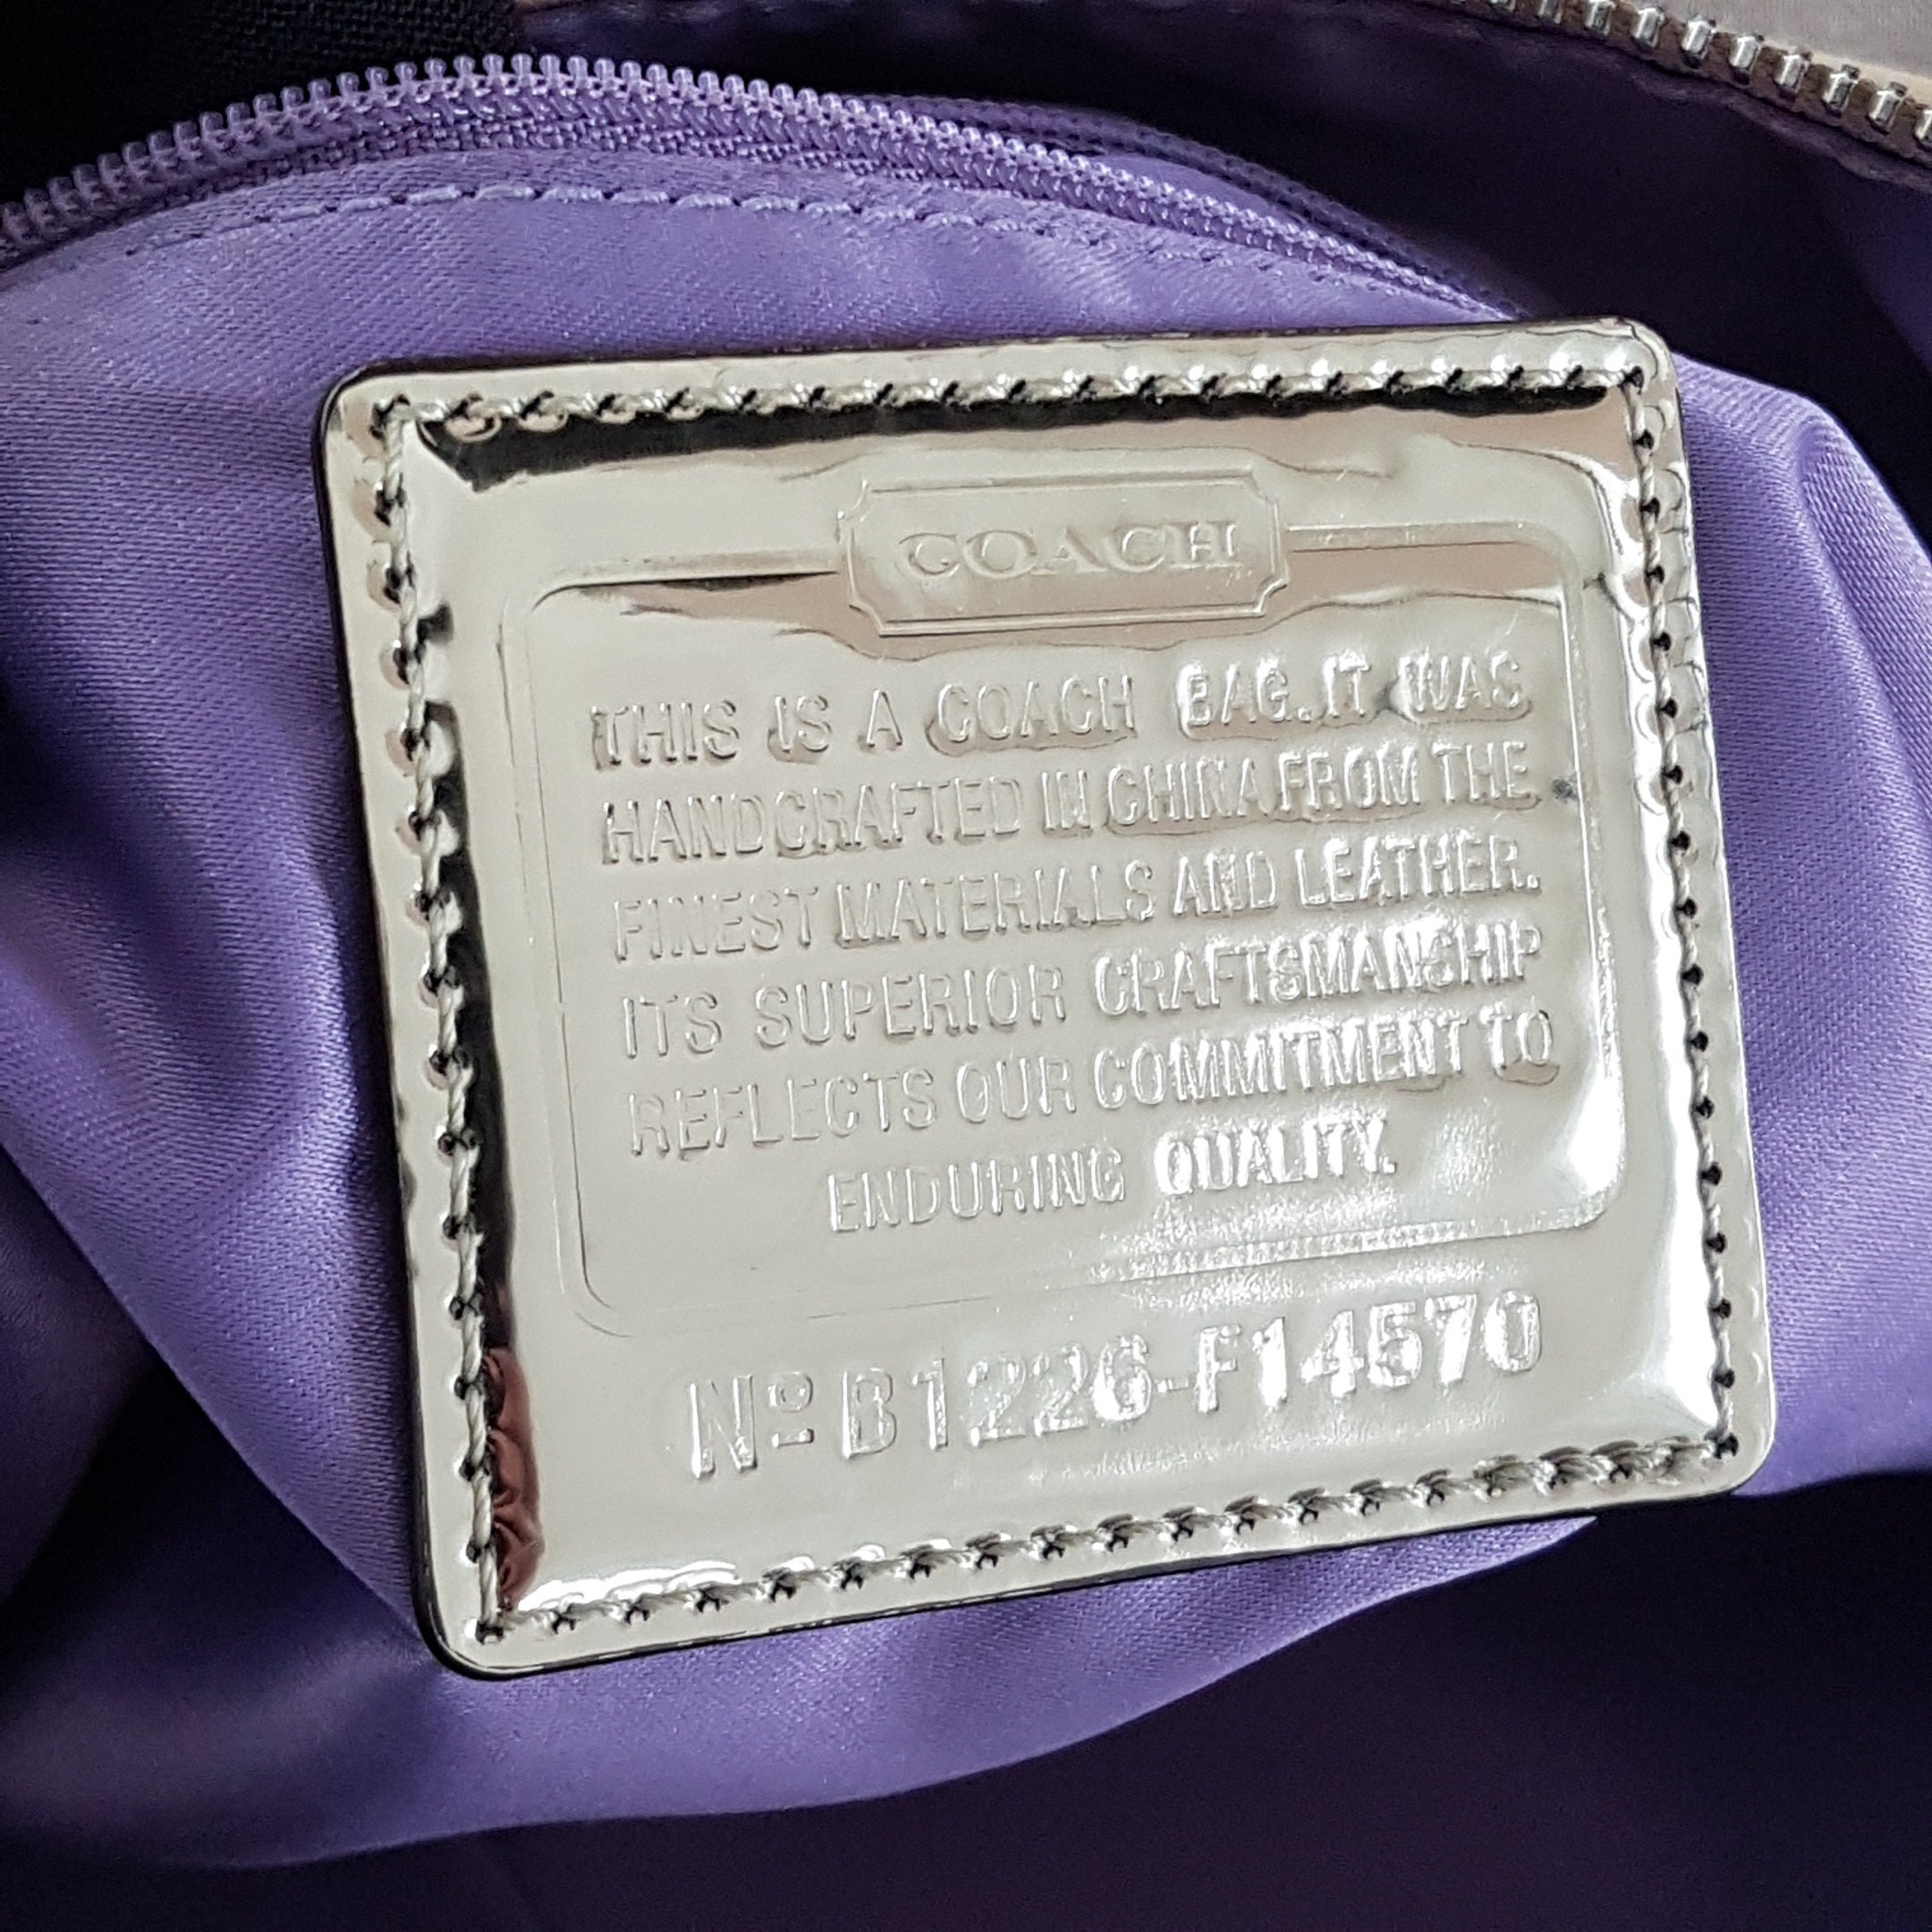 COACH
THIS IS A COACH BAG. IT WAS
HANDCRAFTED IN CHINA FROM THE
FINEST MATERIALS AND LEATHER.
ITS SUPERIOR CRAFTSMANSHIP
REFLECTS OUR COMMITMENT TO
ENDURING QUALITY.
Nº B1226-F14570